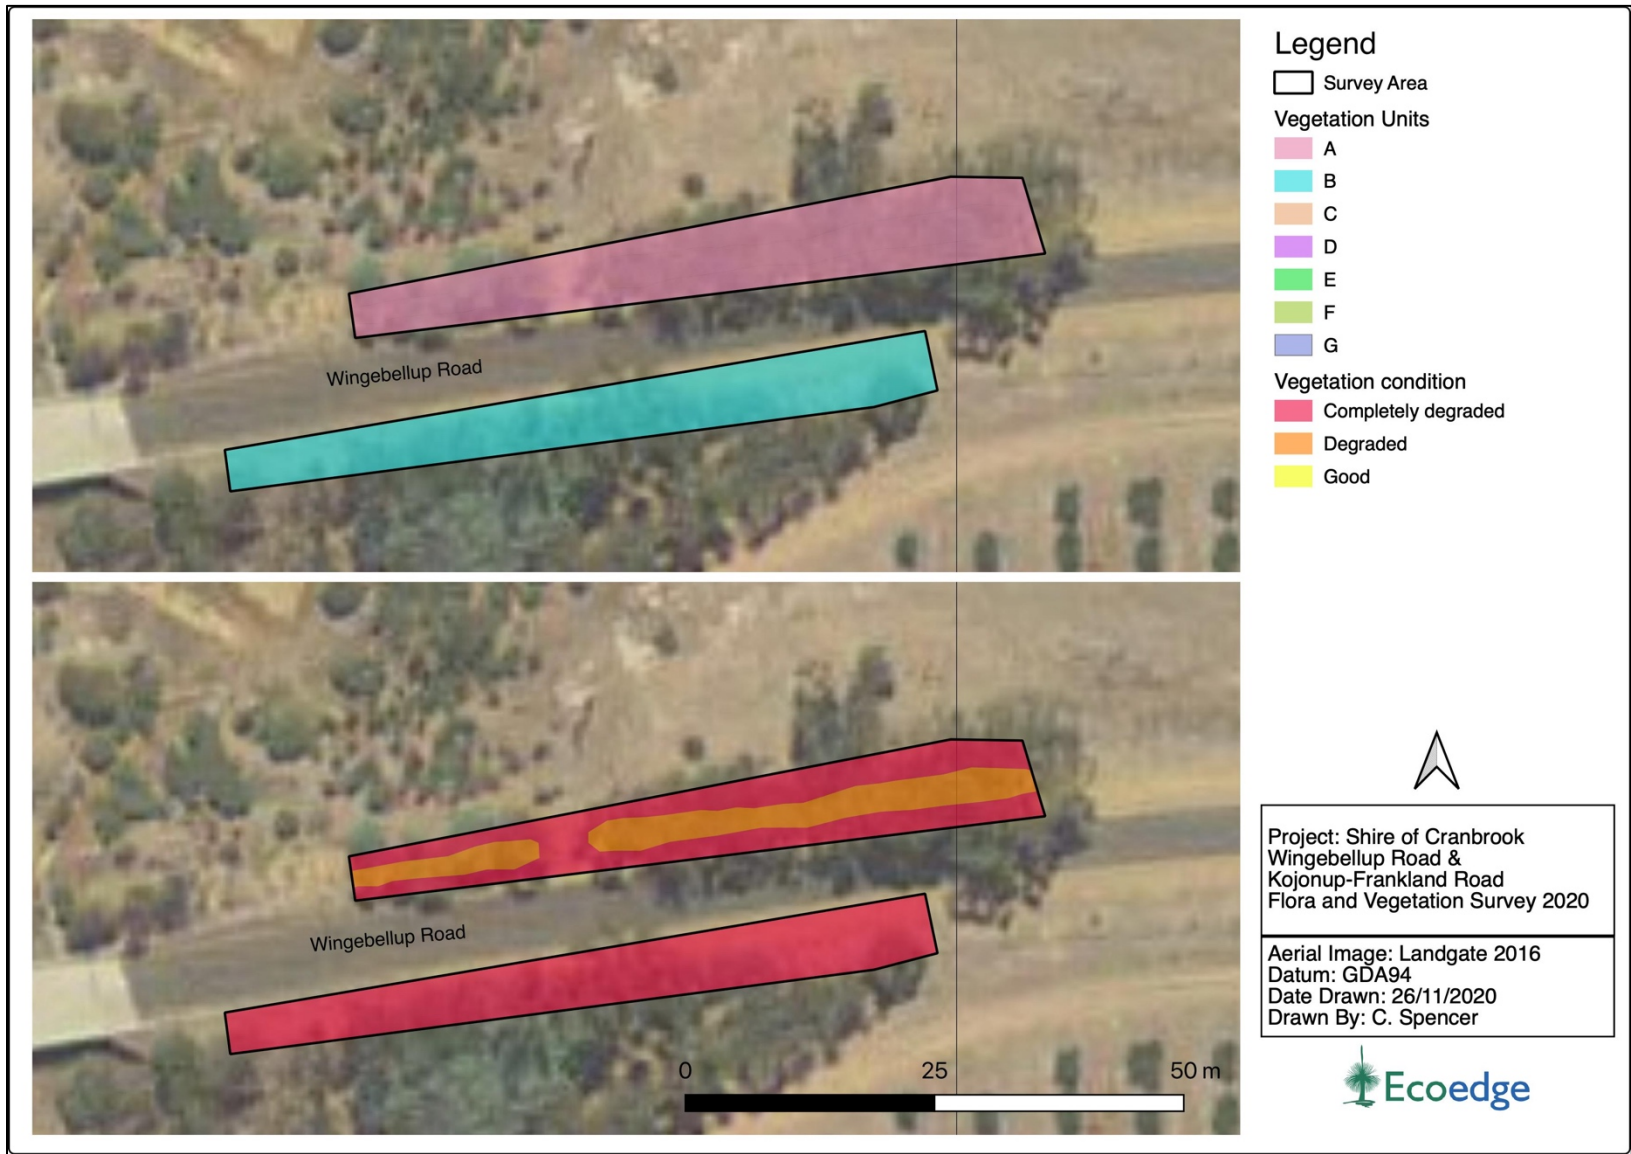 Legend
Survey Area
Vegetation Units
A
B
C
D
E
F
G
Vegetation condition
Completely degraded
Degraded
Good
Wingebellup Road
Wingebellup Road
0 25 50 m
Project: Shire of Cranbrook
Wingebellup Road &
Kojonup-Frankland Road
Flora and Vegetation Survey 2020
Aerial Image: Landgate 2016
Datum: GDA94
Date Drawn: 26/11/2020
Drawn By: C. Spencer
Ecoedge